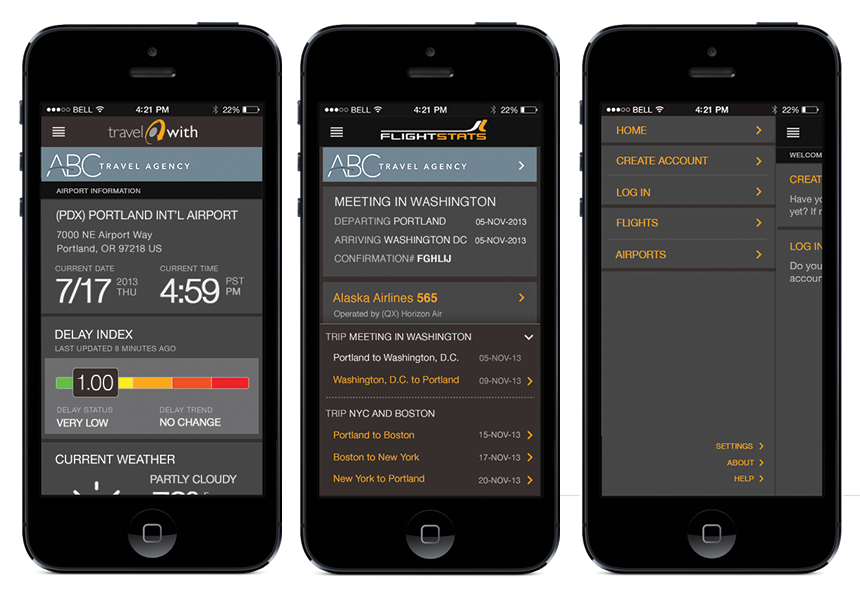 BELL 4:21 PM 22%
travel with
ABC TRAVEL AGENCY
AIRPORT INFORMATION
(PDX) PORTLAND INT'L AIRPORT
7000 NE Airport Way
Portland, OR 97218 US
CURRENT DATE CURRENT TIME
7/17 2013 THU 4:59 PST PM
DELAY INDEX
LAST UPDATED 8 MINUTES AGO
1.00
DELAY STATUS DELAY TREND
VERY LOW NO CHANGE
CURRENT WEATHER
PARTLY CLOUDY
BELL 4:21 PM 22%
FLIGHTSTATS
ABC TRAVEL AGENCY
MEETING IN WASHINGTON
DEPARTING PORTLAND 05-NOV-2013
ARRIVING WASHINGTON DC 05-NOV-2013
CONFIRMATION# FGHLIJ
Alaska Airlines 565
Operated by (QX) Horizon Air
TRIP MEETING IN WASHINGTON
Portland to Washington, D.C. 05-NOV-13
Washington, D.C. to Portland 09-NOV-13
TRIP NYC AND BOSTON
Portland to Boston 15-NOV-13
Boston to New York 17-NOV-13
New York to Portland 20-NOV-13
BELL 4:21 PM 22%
HOME
CREATE ACCOUNT
LOG IN
FLIGHTS
AIRPORTS
SETTINGS
ABOUT
HELP
WELCOM
CREAT
Have yo
yet? If n
LOG IN
Do you
accoun